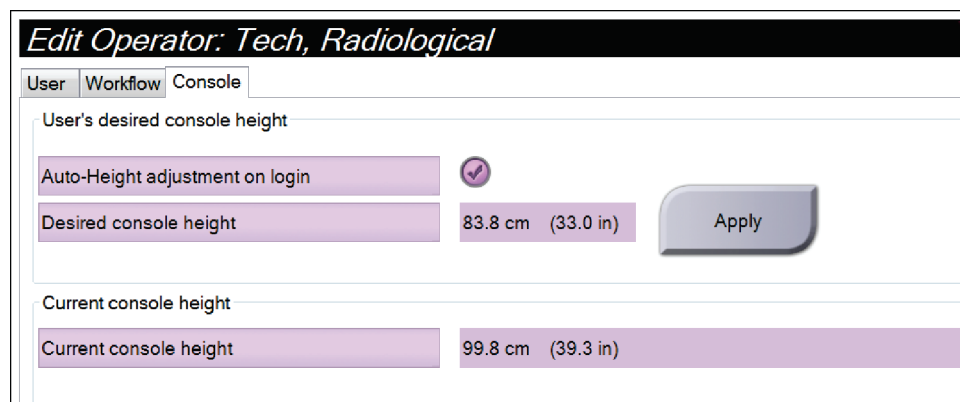 Edit Operator: Tech, Radiological
User Workflow Console
User's desired console height
Auto-Height adjustment on login
Desired console height 83.8 cm (33.0 in) Apply
Current console height
Current console height 99.8 cm (39.3 in)